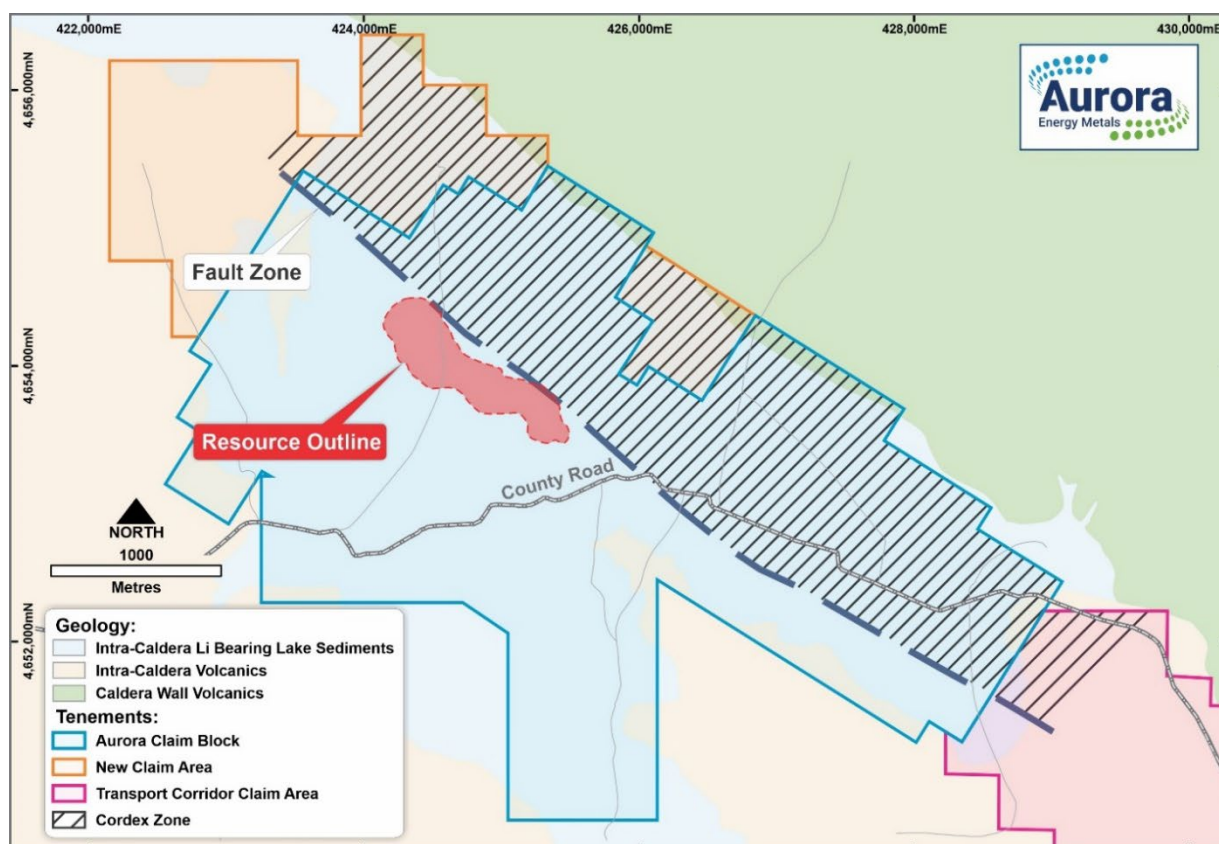 422,000mE
424,000mE
426,000mE
428,000mE
430,000mE
4,656,000mN
4,654,000mN
4,652,000mN
Aurora
Energy Metals
Fault Zone
Resource Outline
County Road
NORTH
1000
Metres
Geology:
Intra-Caldera Li Bearing Lake Sediments
Intra-Caldera Volcanics
Caldera Wall Volcanics
Tenements:
Aurora Claim Block
New Claim Area
Transport Corridor Claim Area
Cordex Zone